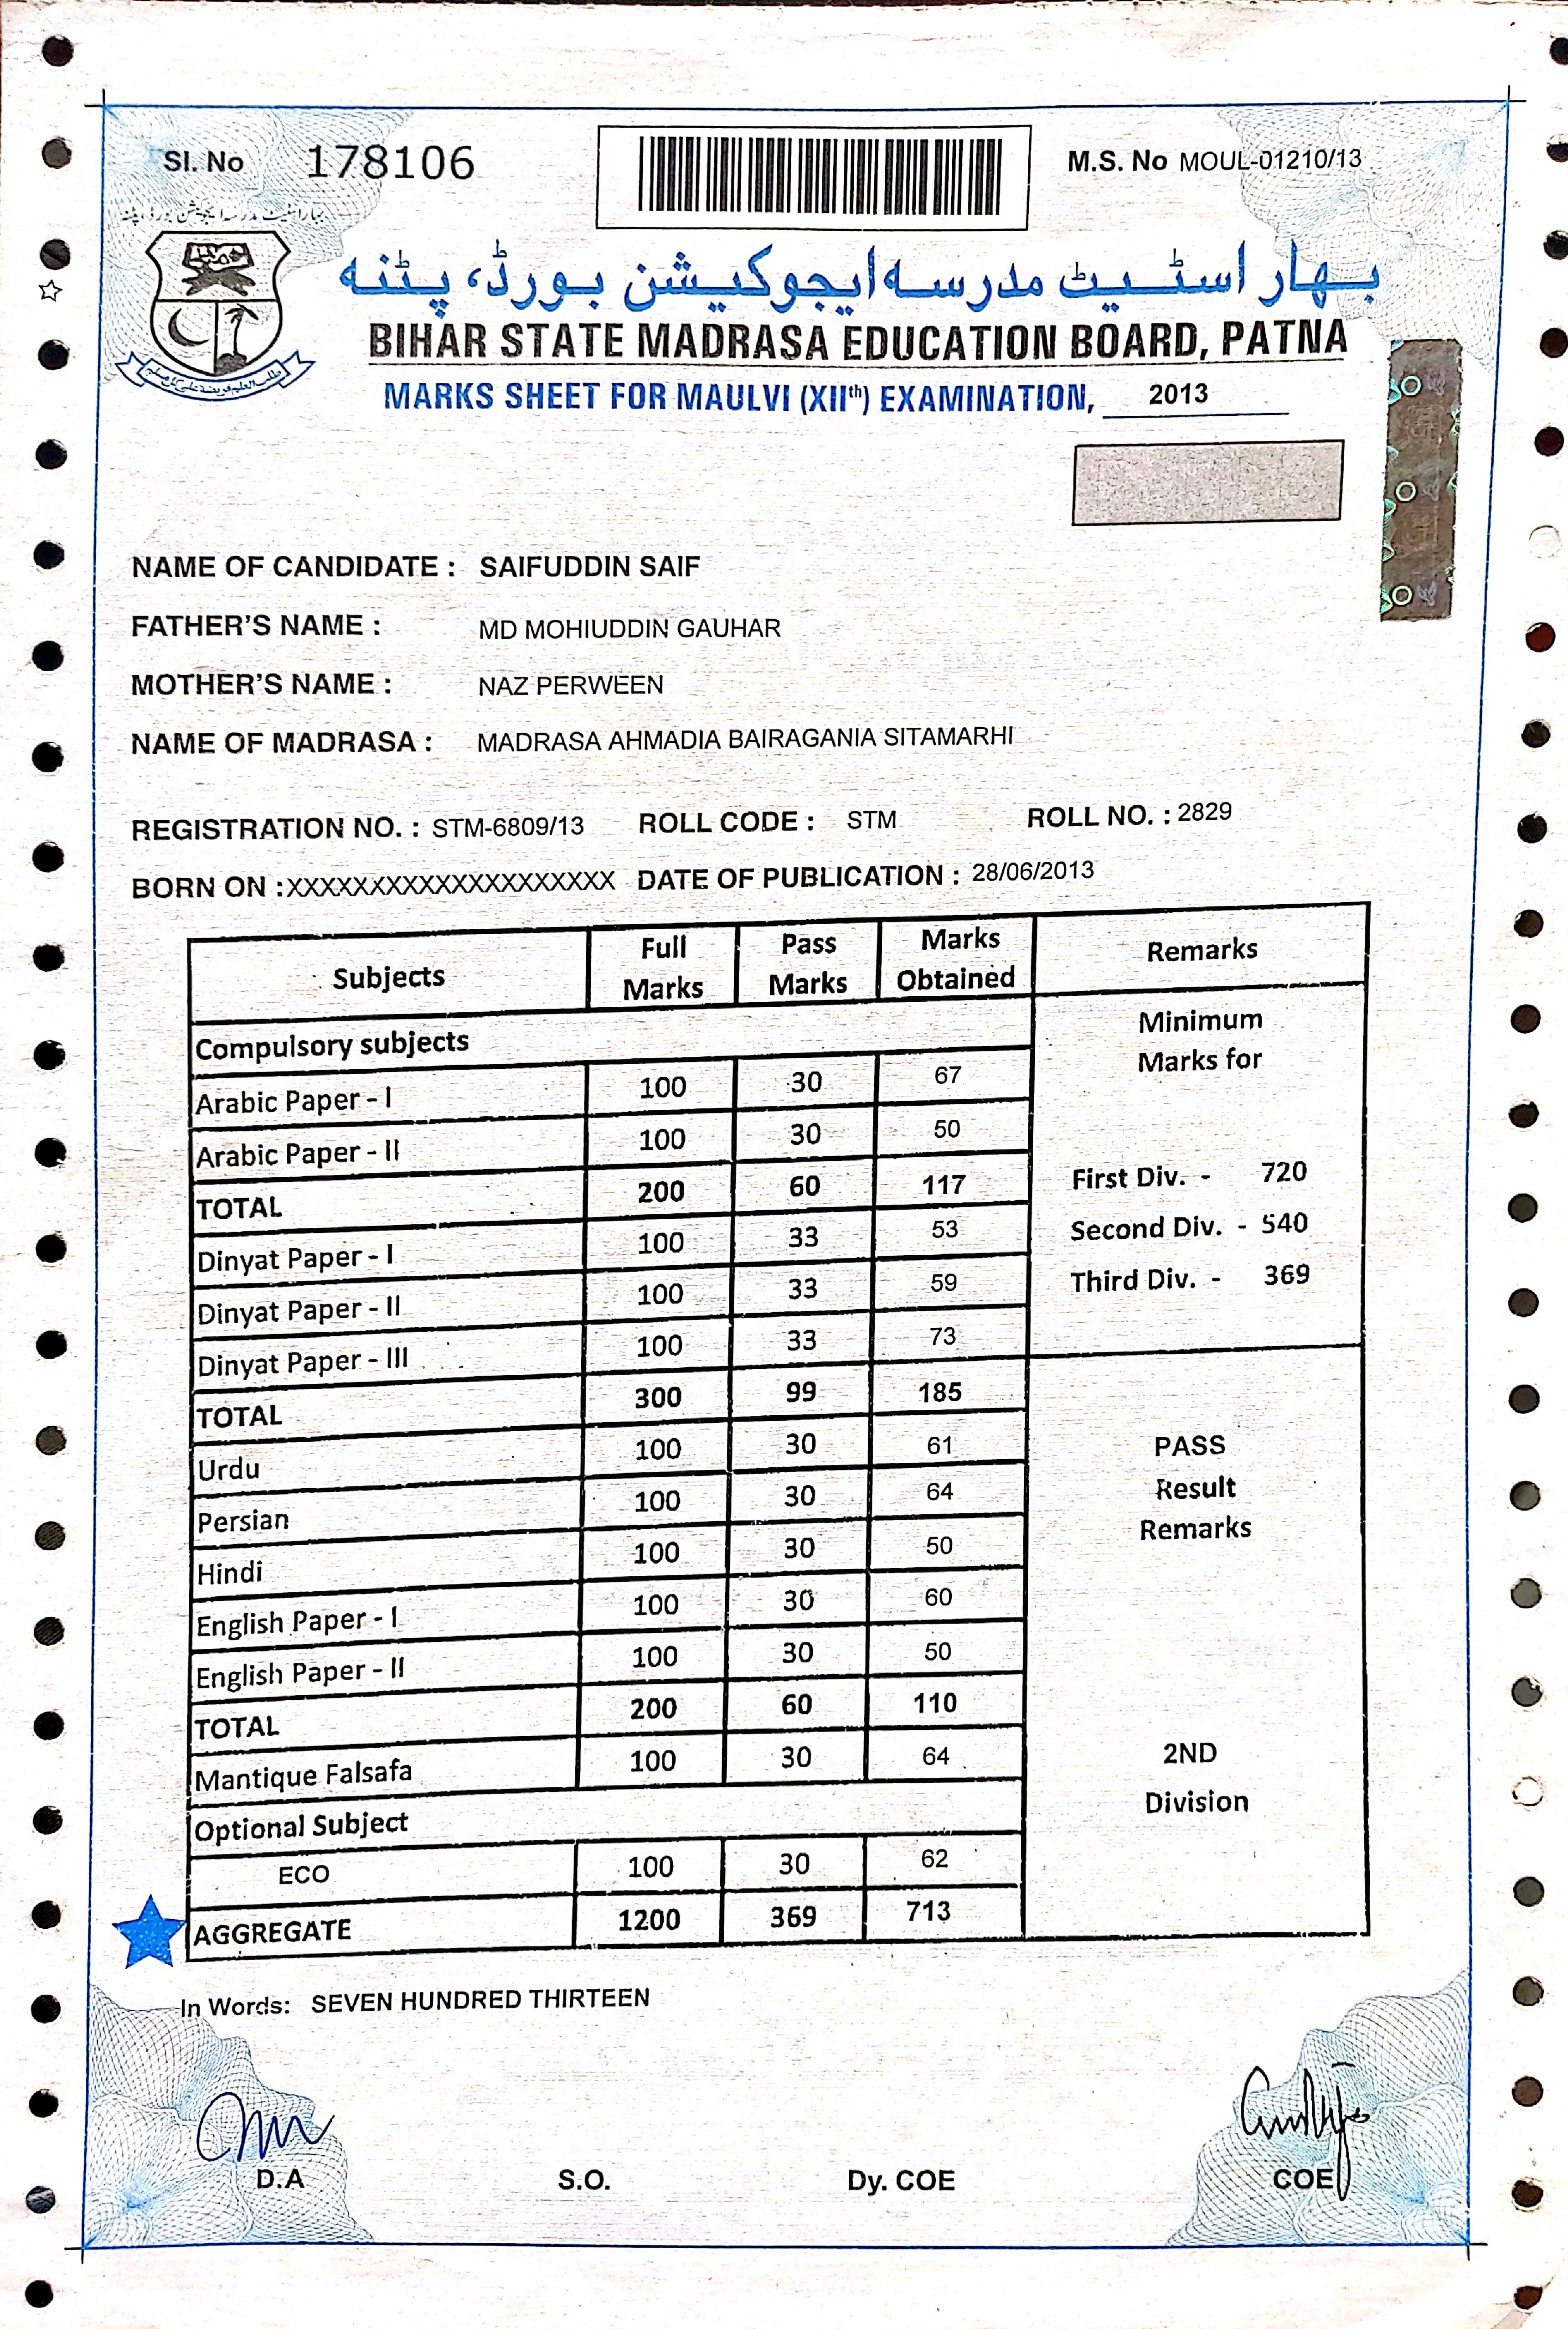 Sl. No 178106
M.S. No MOUL-01210/13
بہار اسٹیٹ مدرسہ ایجوکیشن بورڈ، پٹنہ
بہار اسٹیٹ مدرسہ ایجوکیشن بورڈ، پٹنہ
BIHAR STATE MADRASA EDUCATION BOARD, PATNA
MARKS SHEET FOR MAULVI (XIIth) EXAMINATION, 2013
NAME OF CANDIDATE : SAIFUDDIN SAIF
FATHER'S NAME : MD MOHIUDDIN GAUHAR
MOTHER'S NAME : NAZ PERWEEN
NAME OF MADRASA : MADRASA AHMADIA BAIRAGANIA SITAMARHI
REGISTRATION NO. : STM-6809/13 ROLL CODE : STM ROLL NO. : 2829
BORN ON :XXXXXXXXXXXXXXXXXXXX DATE OF PUBLICATION : 28/06/2013
Subjects Full Marks Pass Marks Marks Obtained Remarks
Compulsory subjects
Arabic Paper - I 100 30 67
Arabic Paper - II 100 30 50
TOTAL 200 60 117
Dinyat Paper - I 100 33 53
Dinyat Paper - II 100 33 59
Dinyat Paper - III 100 33 73
TOTAL 300 99 185
Urdu 100 30 61
Persian 100 30 64
Hindi 100 30 50
English Paper - I 100 30 60
English Paper - II 100 30 50
TOTAL 200 60 110
Mantique Falsafa 100 30 64
Optional Subject
ECO 100 30 62
AGGREGATE 1200 369 713
Minimum
Marks for
First Div. - 720
Second Div. - 540
Third Div. - 369
PASS
Result
Remarks
2ND
Division
In Words: SEVEN HUNDRED THIRTEEN
D.A S.O. Dy. COE COE